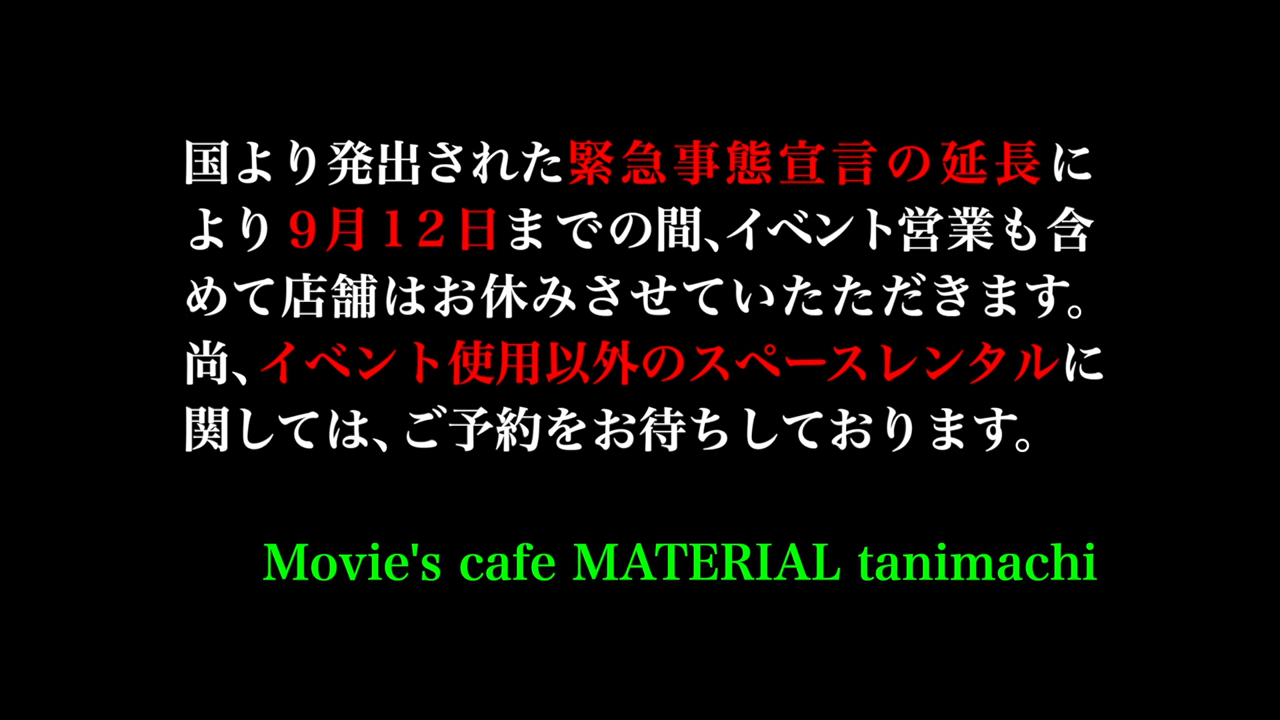 国より発出された緊急事態宣言の延長に
より９月１２日までの間、イベント営業も含
めて店舗はお休みさせていたただきます。
尚、イベント使用以外のスペースレンタルに
関しては、ご予約をお待ちしております。
Movie's cafe MATERIAL tanimachi